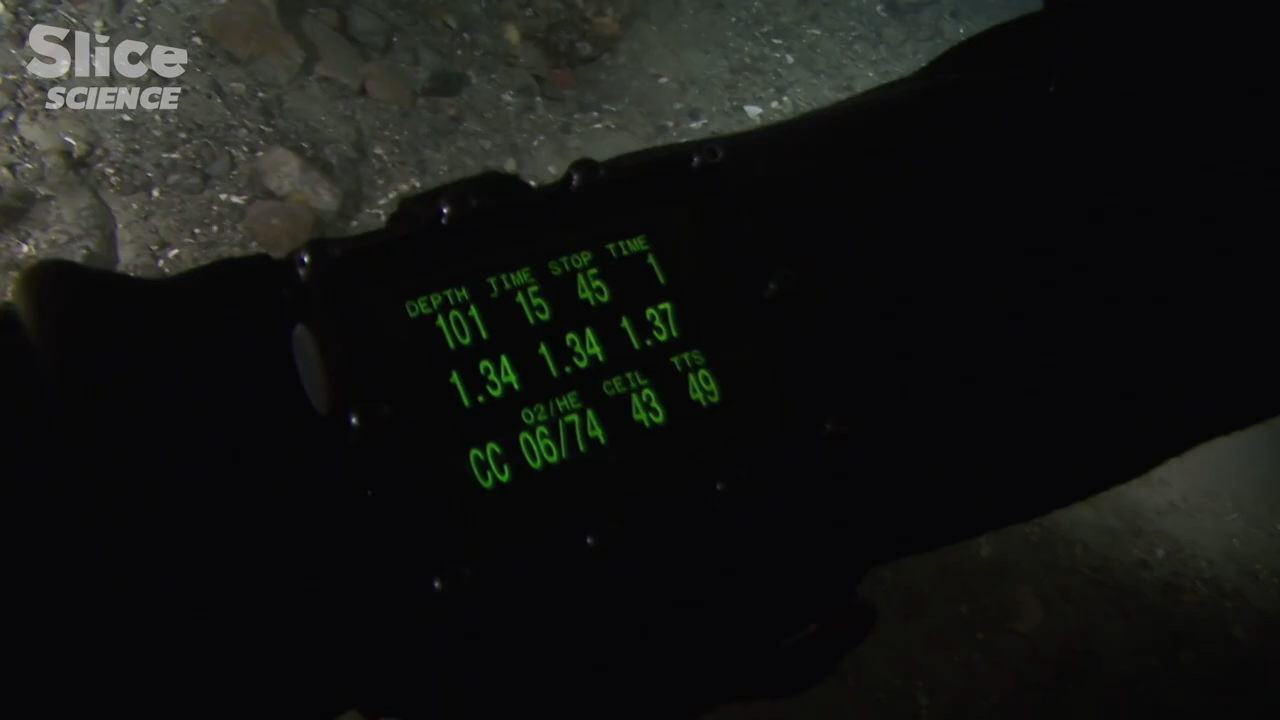 Slice
SCIENCE
DEPTH TIME STOP TIME
101 15 45 1
1.34 1.34 1.37
O2/HE CEIL TTS
CC 06/74 43 49